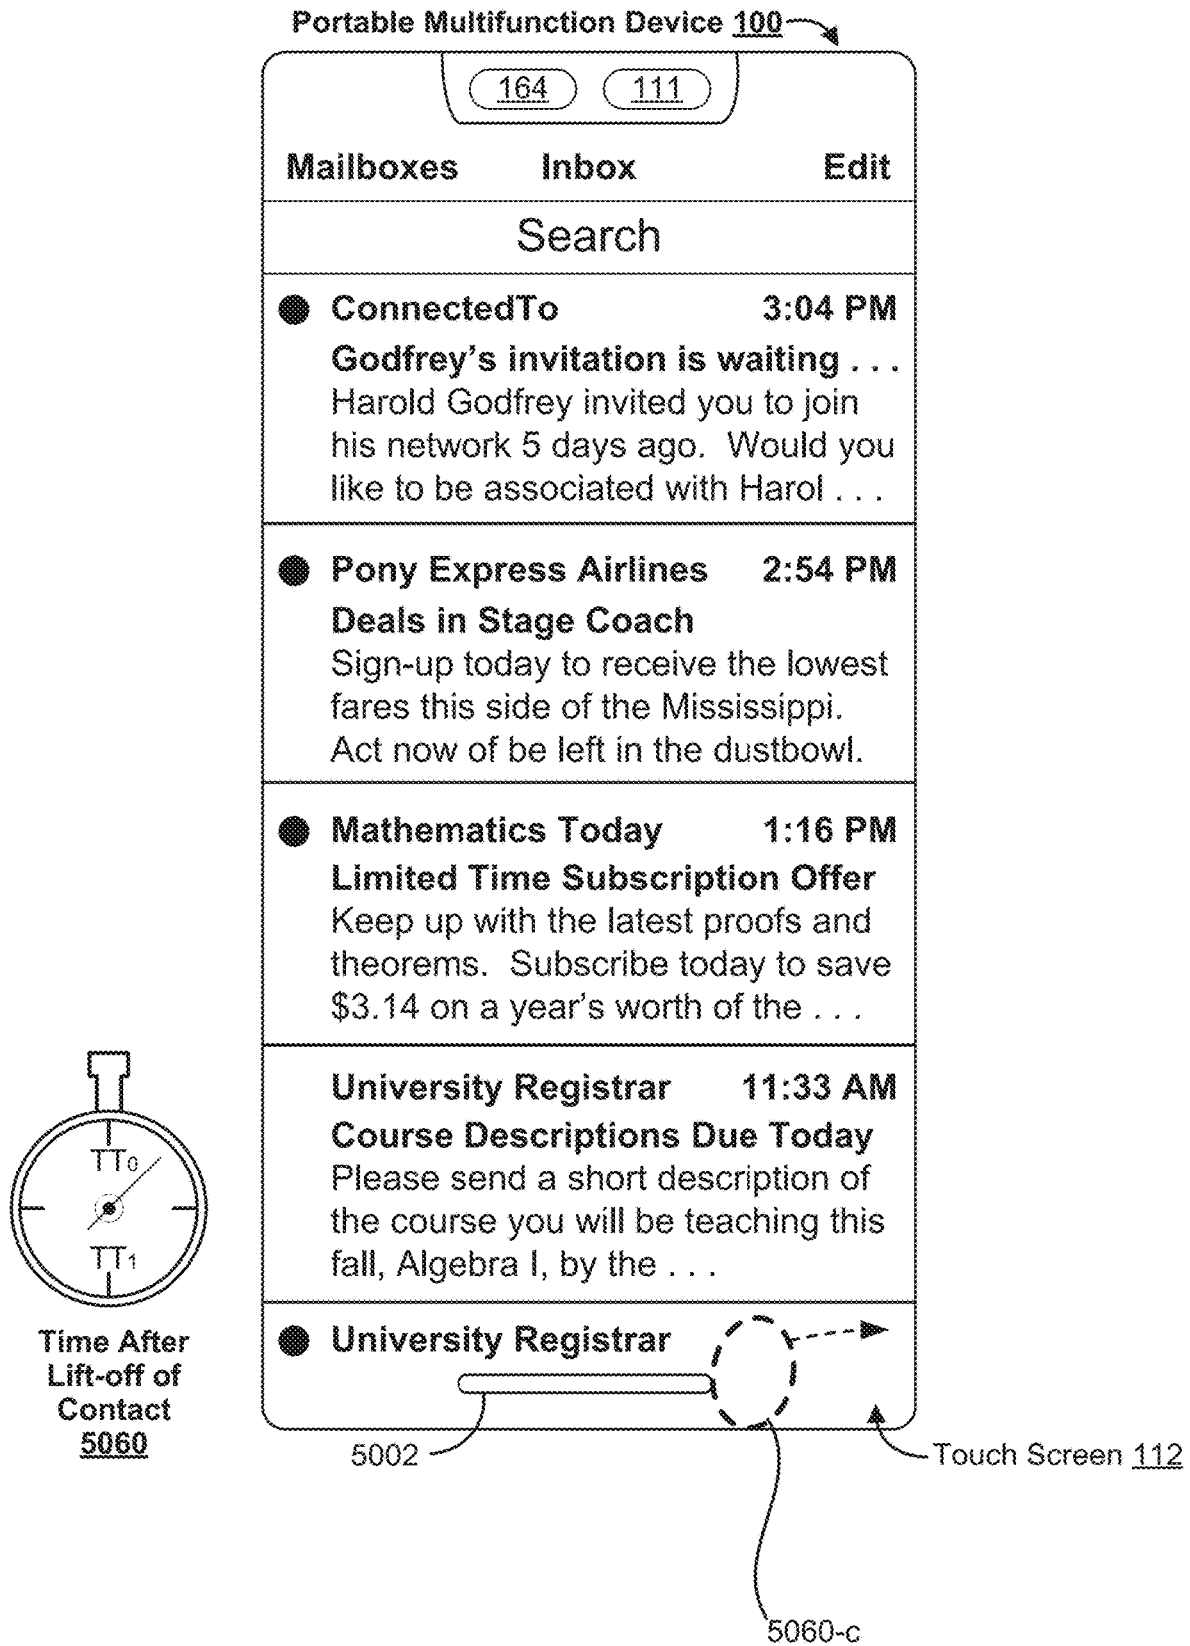 Portable Multifunction Device 100
164 111
Mailboxes Inbox Edit
Search
ConnectedTo 3:04 PM
Godfrey's invitation is waiting . . .
Harold Godfrey invited you to join
his network 5 days ago. Would you
like to be associated with Harol . . .
Pony Express Airlines 2:54 PM
Deals in Stage Coach
Sign-up today to receive the lowest
fares this side of the Mississippi.
Act now of be left in the dustbowl.
Mathematics Today 1:16 PM
Limited Time Subscription Offer
Keep up with the latest proofs and
theorems. Subscribe today to save
$3.14 on a year's worth of the . . .
University Registrar 11:33 AM
Course Descriptions Due Today
Please send a short description of
the course you will be teaching this
fall, Algebra I, by the . . .
University Registrar
TT0
TT1
Time After
Lift-off of
Contact
5060
5002
Touch Screen 112
5060-c